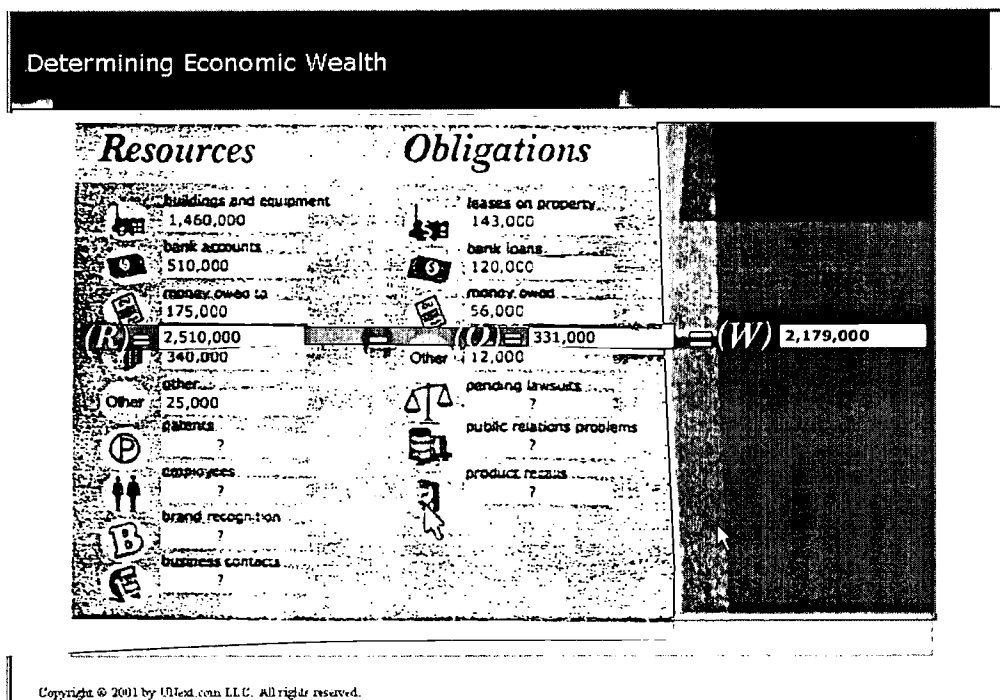 Determining Economic Wealth
Resources
Obligations
buildings and equipment
1,460,000
leases on property
143,000
bank accounts
510,000
bank loans
120,000
money owed to
175,000
money owed
56,000
(R) = 2,510,000
(O) = 331,000
= (W) 2,179,000
340,000
Other 12,000
other
Other 25,000
pending lawsuits
?
patents
P ?
public relations problems
?
employees
?
product recalls
?
brand recognition
B ?
business contacts
?
Copyright © 2001 by LLC. All rights reserved.